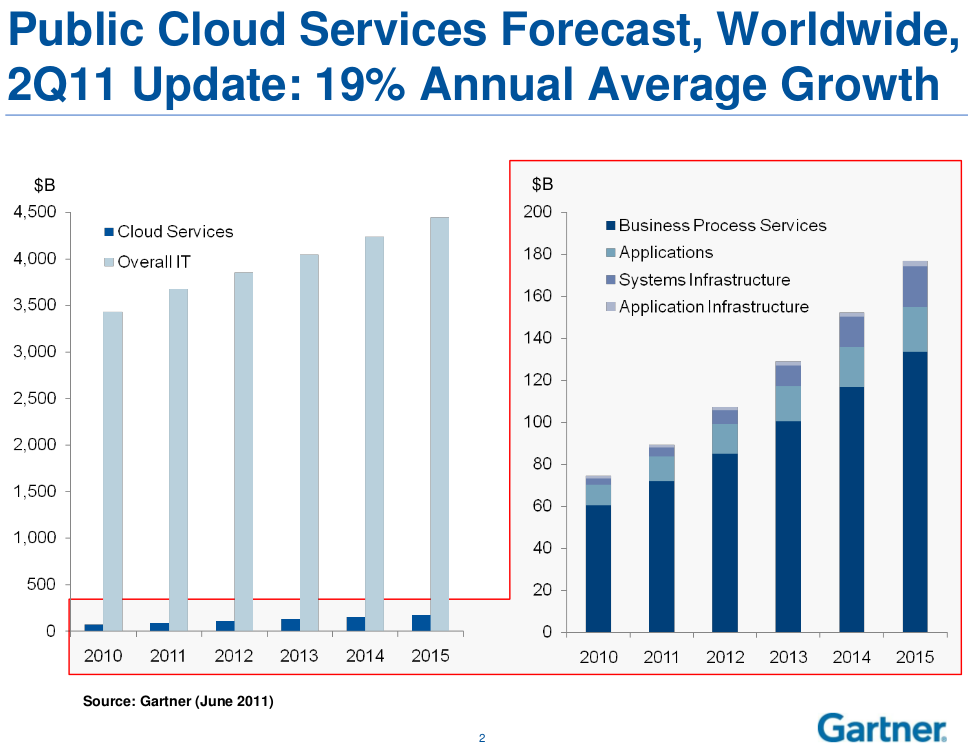 Public Cloud Services Forecast, Worldwide,
2Q11 Update: 19% Annual Average Growth
$B
4,500
4,000
3,500
3,000
2,500
2,000
1,500
1,000
500
0
Cloud Services
Overall IT
2010 2011 2012 2013 2014 2015
$B
200
180
160
140
120
100
80
60
40
20
0
Business Process Services
Applications
Systems Infrastructure
Application Infrastructure
2010 2011 2012 2013 2014 2015
Source: Gartner (June 2011)
2
Gartner.